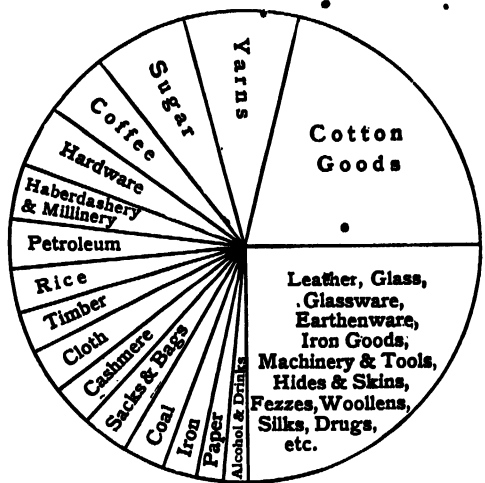 Yarns
Sugar
Coffee
Hardware
Haberdashery
& Millinery
Petroleum
Rice
Timber
Cloth
Cashmere
Sacks & Bags
Coal
Iron
Paper
Alcohol & Drinks
Cotton
Goods
Leather, Glass,
Glassware,
Earthenware,
Iron Goods,
Machinery & Tools,
Hides & Skins,
Fezzes, Woollens,
Silks, Drugs,
etc.